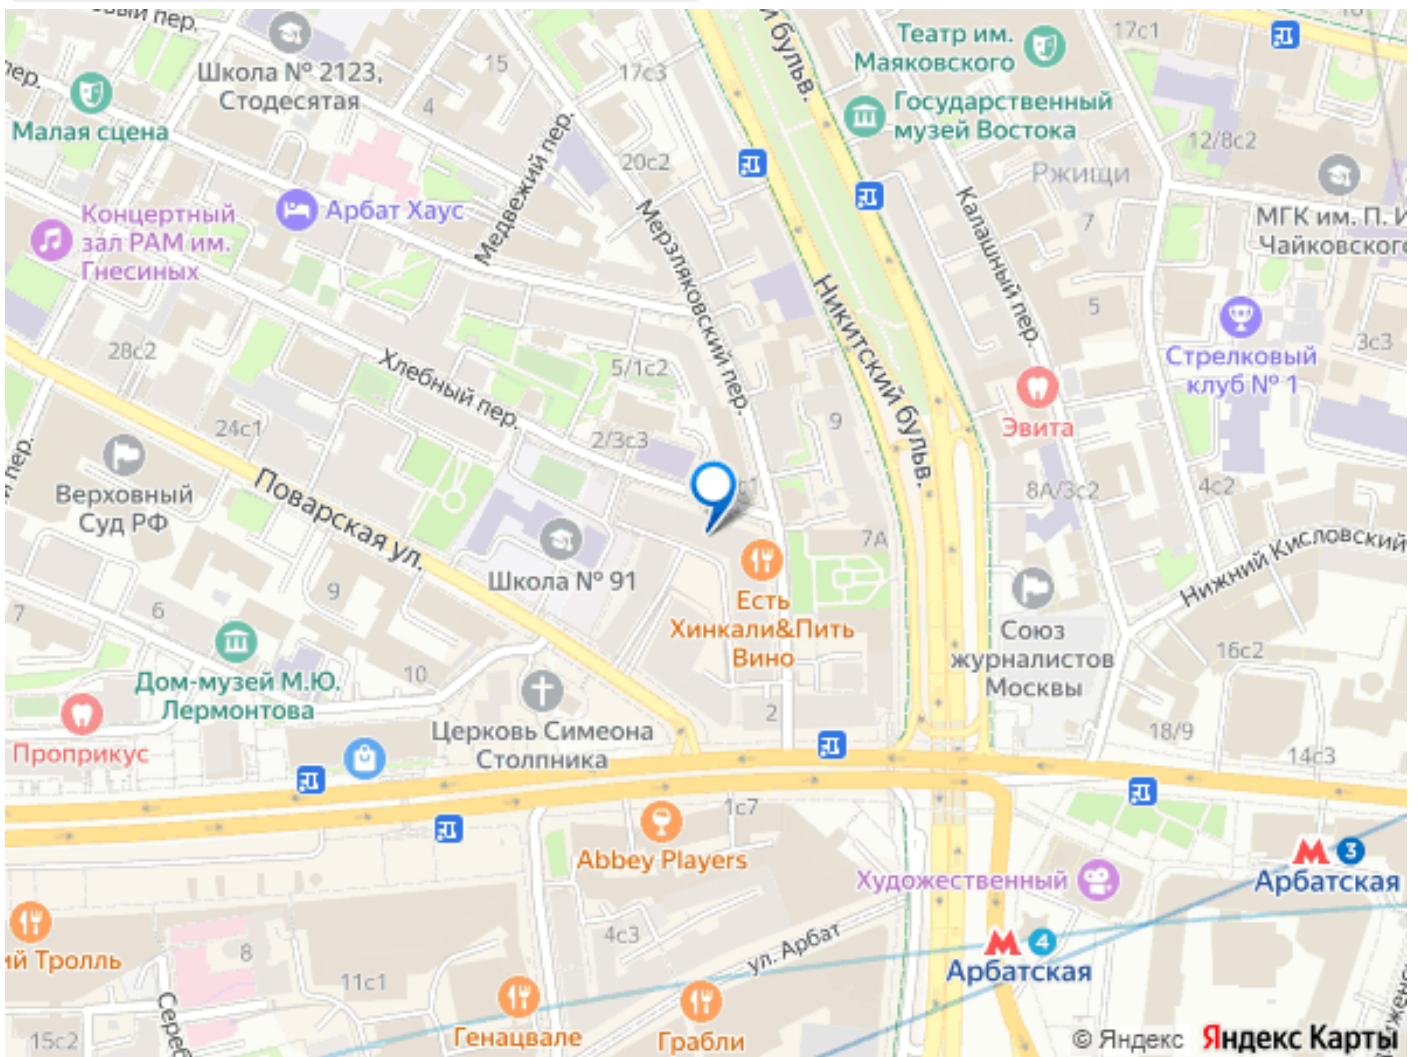 17с1
Театр им.
Маяковского
Школа № 2123,
Стодесятая
15
17с3
4
Малая сцена
пер.
Государственный
музей Востока
12/8с2
Медвежий пер.
20с2
Ржищи
МГК им. П. И
Чайковского
Концертный
зал РАМ им.
Гнесиных
Арбат Хаус
Мерзляковский пер.
Калашный пер.
7
Никитский бульв.
5
Стрелковый
клуб № 1
3с3
28с2
Хлебный пер.
5/1с2
Эвита
24с1
2/3с3
9
Верховный
Суд РФ
Поварская ул.
8А/3с2
4с2
Школа № 91
7А
Нижний Кисловский
9
Есть
Хинкали&Пить
Вино
7
6
Союз
журналистов
Москвы
16с2
Дом-музей М.Ю.
Лермонтова
10
Проприкус
Церковь Симеона
Столпника
2
18/9
14с3
1с7
Abbey Players
Художественный
3
Арбатская
4с3
ул. Арбат
4
Арбатская
ий Тролль
8
11с1
Генацвале
Грабли
15с2
© Яндекс Яндекс Карты